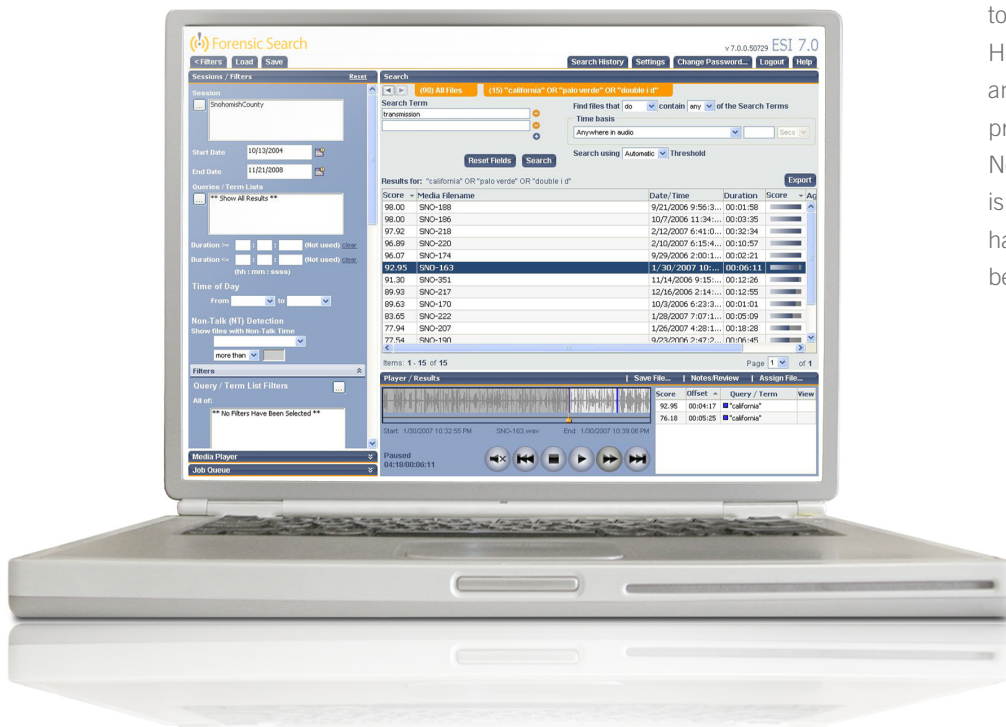 Forensic Search
v 7.0.0.50729 ESI 7.0
< Filters Load Save
Search History Settings Change Password... Logout Help
Sessions / Filters Reset
Session
... SnohomishCounty
Start Date 10/13/2004
End Date 11/21/2008
Queries / Term Lists
... ** Show All Results **
Duration >= : : (Not used) clear
Duration <= : : (Not used) clear
(hh : mm : ssss)
Time of Day
From to
Non-Talk (NT) Detection
Show files with Non-Talk Time
more than
Filters
Query / Term List Filters ...
All of:
** No Filters Have Been Selected **
Media Player
Job Queue
Search
(90) All Files (15) "california" OR "palo verde" OR "double i d"
Search Term
transmission
Find files that do contain any of the Search Terms
Time basis
Anywhere in audio Secs
Search using Automatic Threshold
Reset Fields Search
Results for: "california" OR "palo verde" OR "double i d"
Export
Score Media Filename Date/Time Duration Score Ag
98.00 SNO-188 9/21/2006 9:56:3... 00:01:58
98.00 SNO-186 10/7/2006 11:34:... 00:03:35
97.92 SNO-218 2/12/2007 6:41:0... 00:32:34
96.89 SNO-220 2/10/2007 6:15:4... 00:10:57
96.07 SNO-174 9/29/2006 2:00:1... 00:02:21
92.95 SNO-163 1/30/2007 10:... 00:06:11
91.30 SNO-351 11/14/2006 9:15:... 00:12:26
89.93 SNO-217 12/16/2006 2:14:... 00:12:55
89.63 SNO-170 10/3/2006 6:23:3... 00:01:01
83.65 SNO-222 1/28/2007 7:07:1... 00:05:09
77.94 SNO-207 1/26/2007 4:28:1... 00:18:28
77.54 SNO-190 9/23/2006 2:47:2... 00:06:45
Items: 1 - 15 of 15
Page 1 of 1
Player / Results | Save File... | Notes/Review | Assign File...
Start: 1/30/2007 10:32:55 PM SNO-163.wav End: 1/30/2007 10:39:06 PM
Paused
04:18/00:06:11
Score Offset Query / Term View
92.95 00:04:17 "california"
76.18 00:05:25 "california"
to
H
an
pr
N
is
ha
be